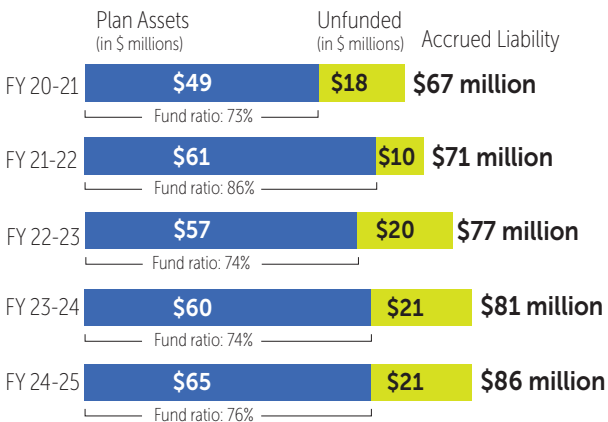 Plan Assets
(in $ millions)
Unfunded
(in $ millions)
Accrued Liability
FY 20-21 $49 $18 $67 million
Fund ratio: 73%
FY 21-22 $61 $10 $71 million
Fund ratio: 86%
FY 22-23 $57 $20 $77 million
Fund ratio: 74%
FY 23-24 $60 $21 $81 million
Fund ratio: 74%
FY 24-25 $65 $21 $86 million
Fund ratio: 76%